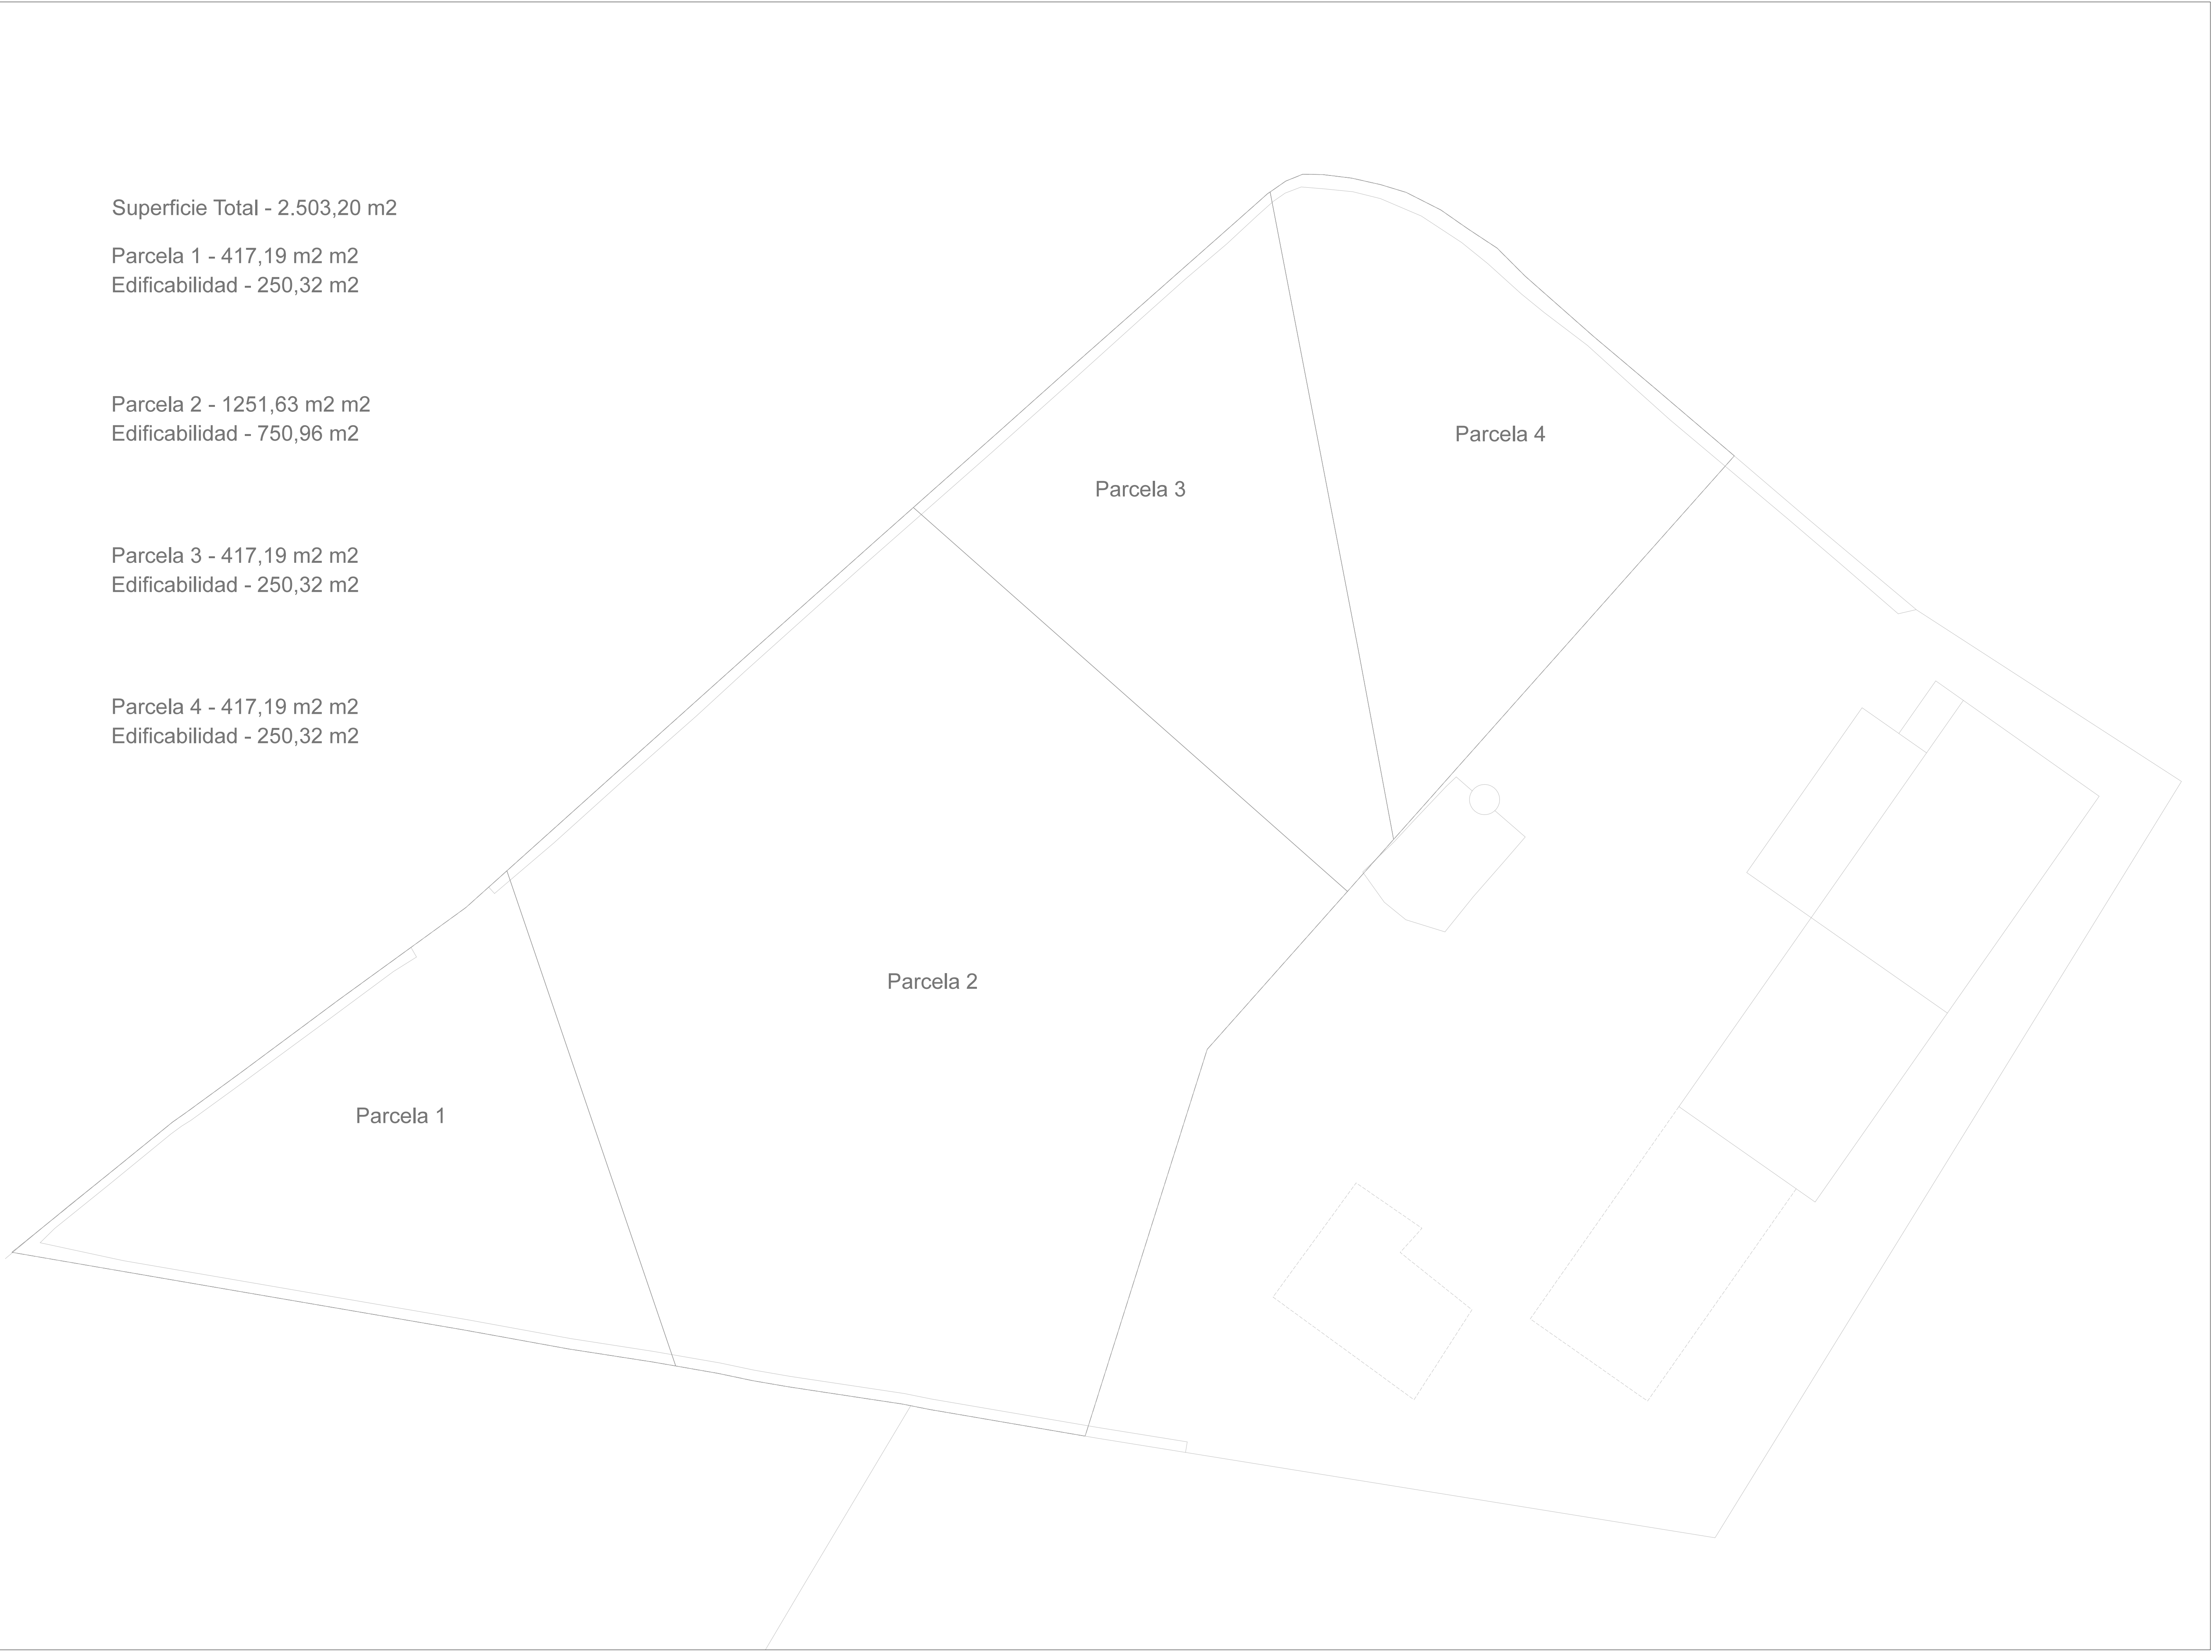 Superficie Total - 2.503,20 m2
Parcela 1 - 417,19 m2 m2
Edificabilidad - 250,32 m2
Parcela 2 - 1251,63 m2 m2
Edificabilidad - 750,96 m2
Parcela 3 - 417,19 m2 m2
Edificabilidad - 250,32 m2
Parcela 4 - 417,19 m2 m2
Edificabilidad - 250,32 m2
Parcela 4
Parcela 3
Parcela 2
Parcela 1